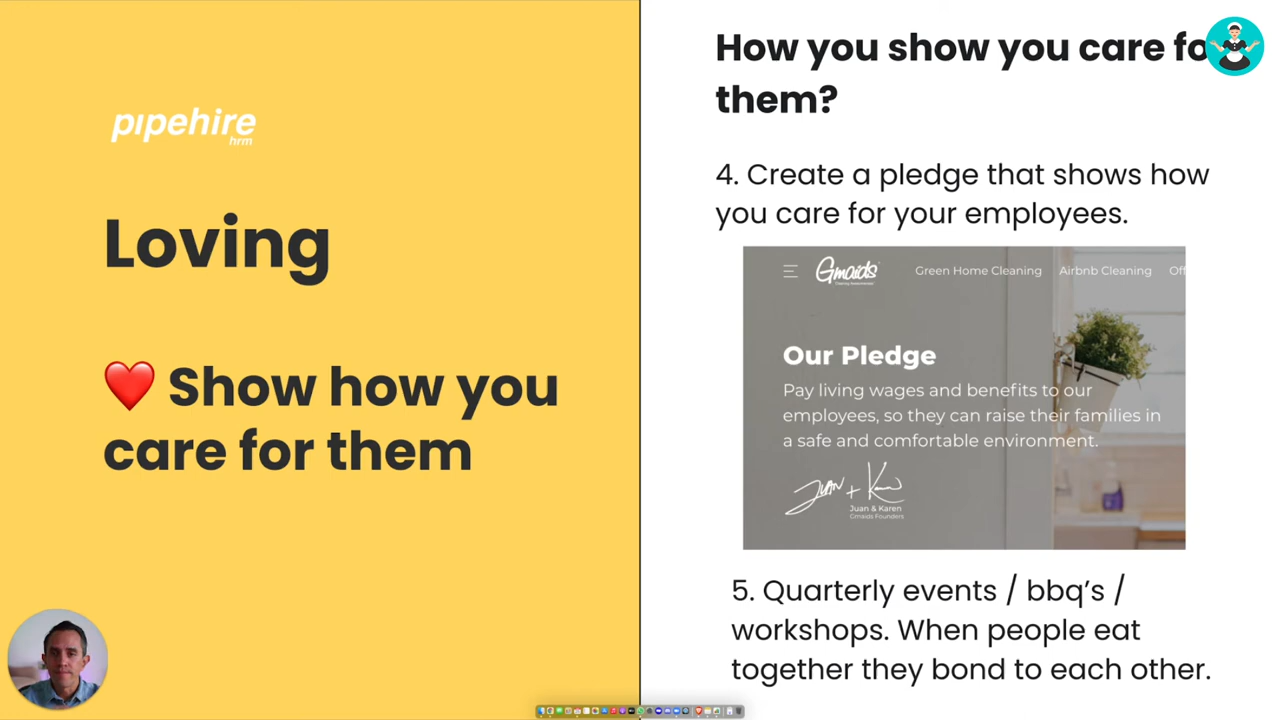 pipehire
hrm
Loving
❤️ Show how you
care for them
How you show you care fo
them?
4. Create a pledge that shows how
you care for your employees.
Gmaids
Green Home Cleaning Airbnb Cleaning Off
Our Pledge
Pay living wages and benefits to our
employees, so they can raise their families in
a safe and comfortable environment.
Juan + Karen
Juan & Karen
Gmaids Founders
5. Quarterly events / bbq’s /
workshops. When people eat
together they bond to each other.